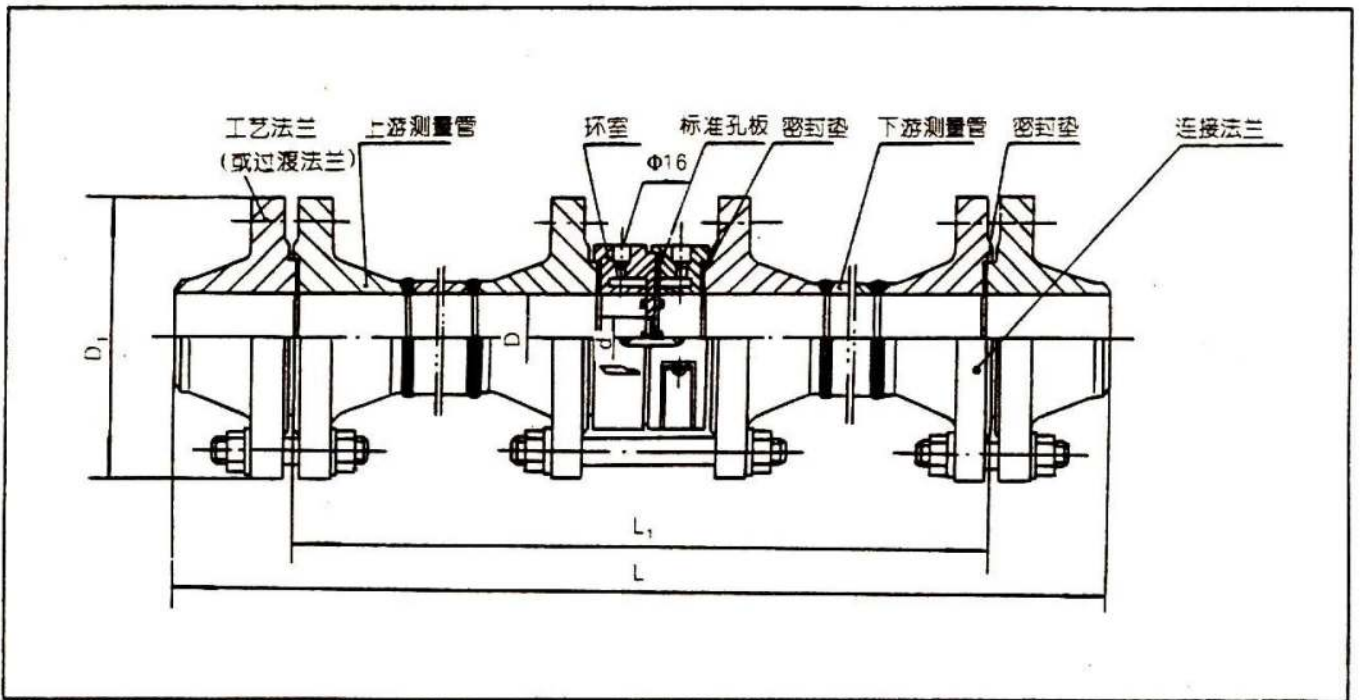 工艺法兰
(或过渡法兰)
上游测量管
环室
标准孔板
密封垫
下游测量管
密封垫
连接法兰
Φ16
D₁
D
d
L₁
L